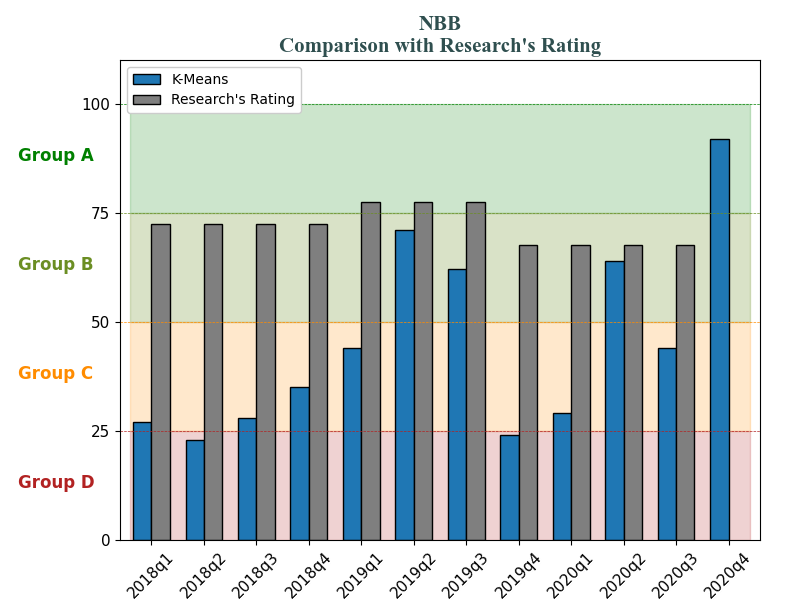 NBB
Comparison with Research's Rating
K-Means
Research's Rating
100
Group A
75
Group B
50
Group C
25
Group D
0
2018q1 2018q2 2018q3 2018q4 2019q1 2019q2 2019q3 2019q4 2020q1 2020q2 2020q3 2020q4